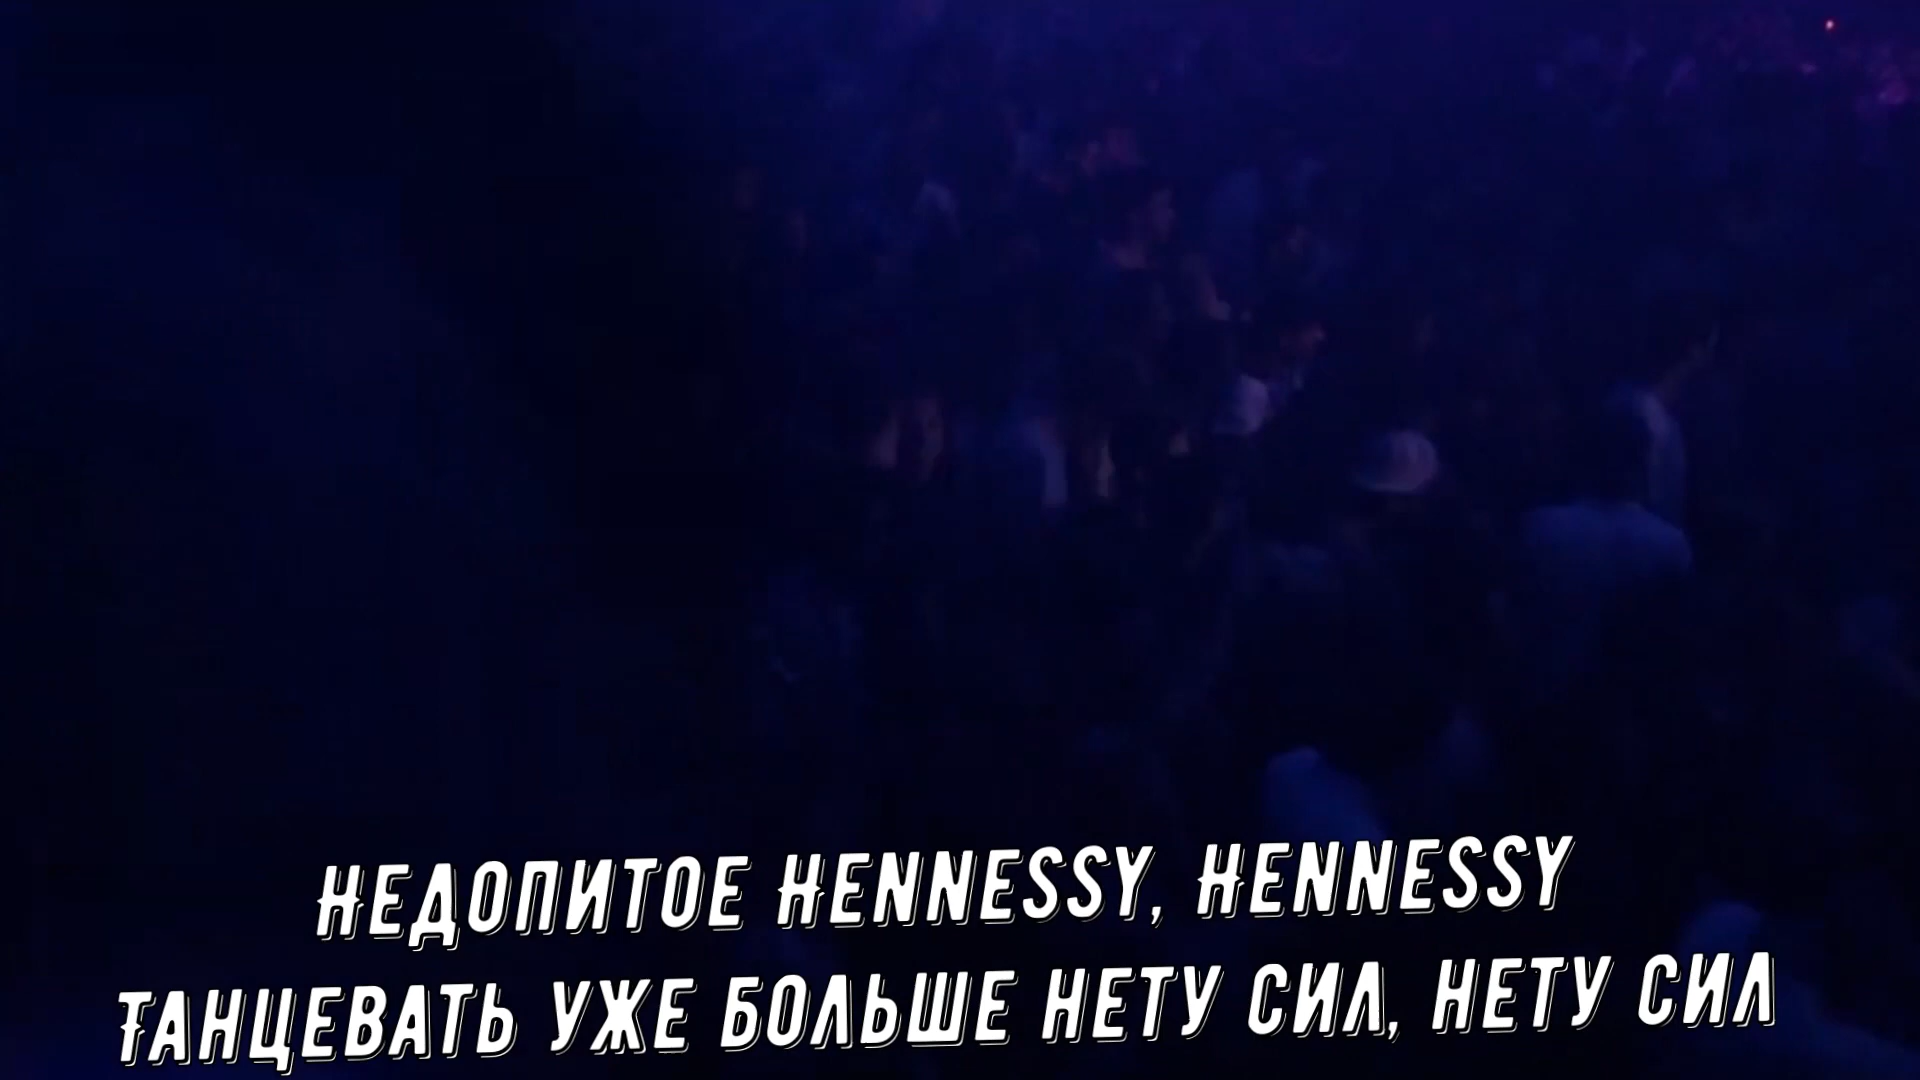 Недопитое Hennessy, Hennessy
Танцевать уже больше нету сил, нету сил